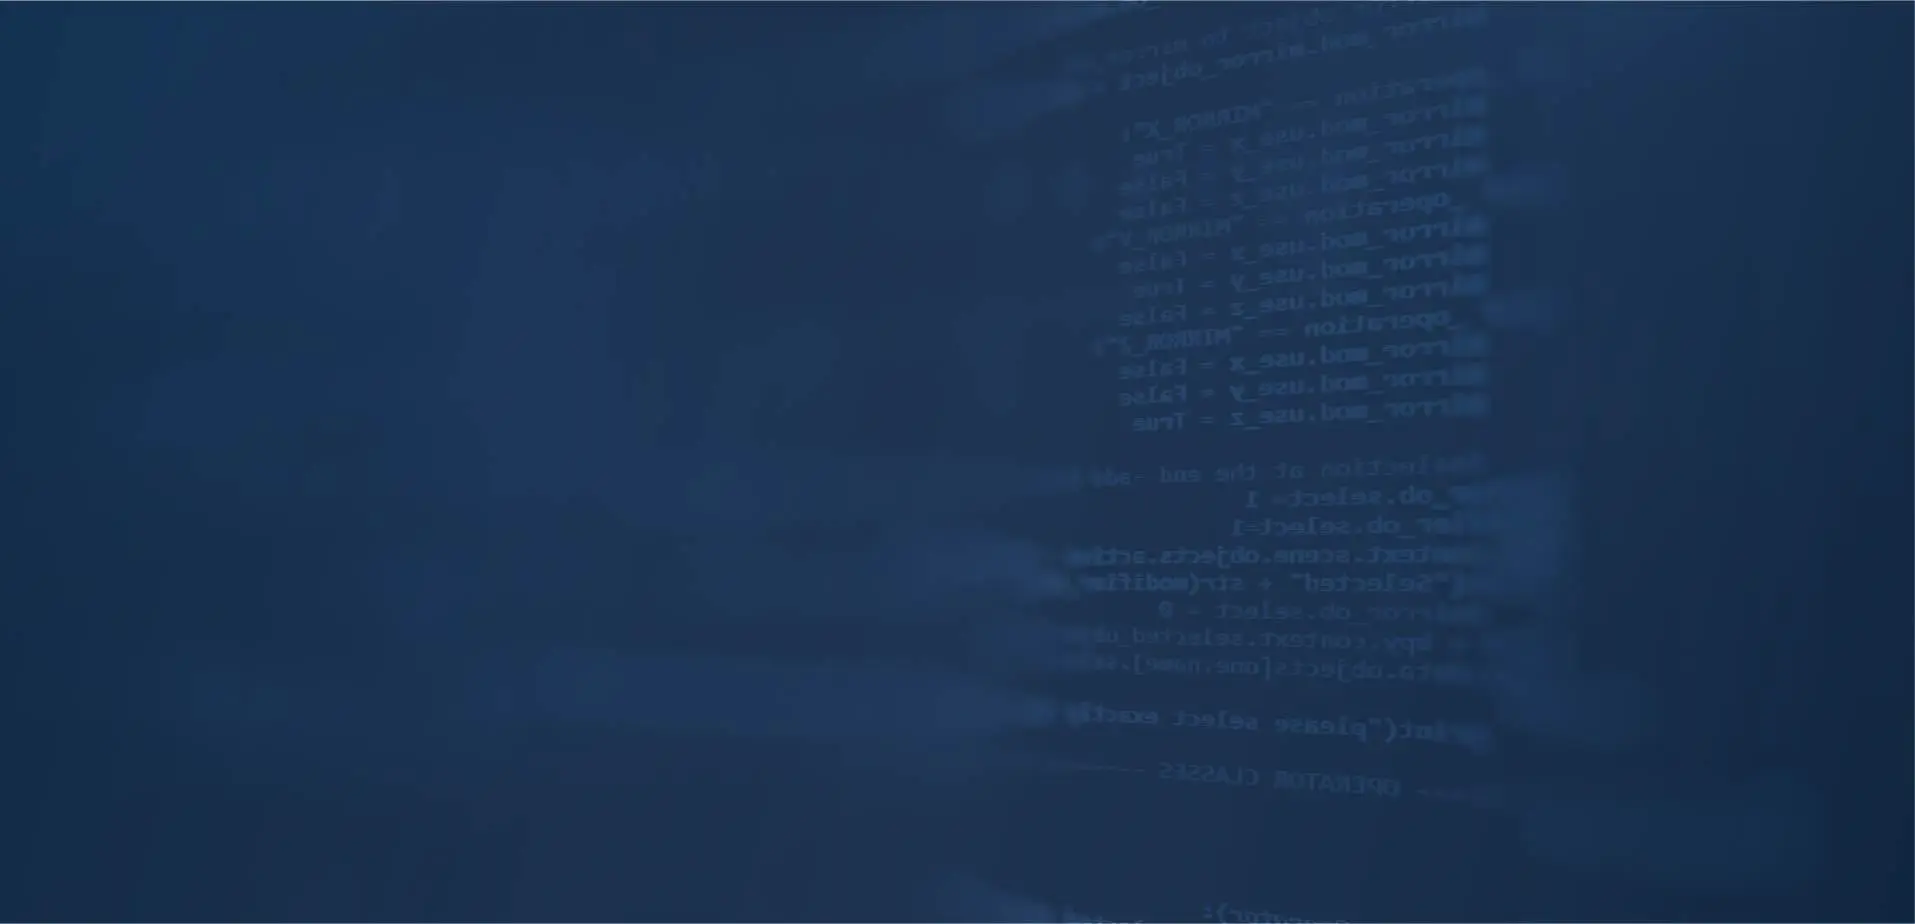 mirror_mod.mirror_object
operation == "MIRROR_X":
mirror_mod.use_x = True
mirror_mod.use_y = False
mirror_mod.use_z = False
_operation == "MIRROR_Y":
mirror_mod.use_x = False
mirror_mod.use_y = True
mirror_mod.use_z = False
_operation == "MIRROR_Z":
mirror_mod.use_x = False
mirror_mod.use_y = False
mirror_mod.use_z = True
selection at the end -add
_ob.select= 1
er_ob.select=1
ntext.scene.objects.acti
("Selected" + str(modifie
mirror_ob.select = 0
bpy.context.selected_ob
ata.objects[one.name].se
int("please select exactl
--- OPERATOR CLASSES ----